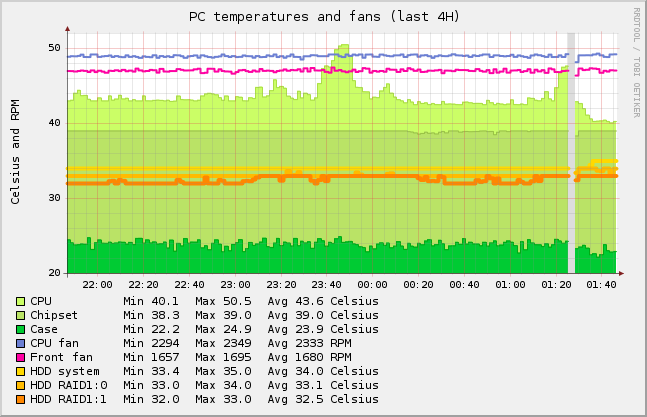 PC temperatures and fans (last 4H)
RRDTOOL / TOBI OETIKER
Celsius and RPM
50
40
30
20
22:00 22:20 22:40 23:00 23:20 23:40 00:00 00:20 00:40 01:00 01:20 01:40
CPU Min 40.1 Max 50.5 Avg 43.6 Celsius
Chipset Min 38.3 Max 39.0 Avg 39.0 Celsius
Case Min 22.2 Max 24.9 Avg 23.9 Celsius
CPU fan Min 2294 Max 2349 Avg 2333 RPM
Front fan Min 1657 Max 1695 Avg 1680 RPM
HDD system Min 33.4 Max 35.0 Avg 34.0 Celsius
HDD RAID1:0 Min 33.0 Max 34.0 Avg 33.1 Celsius
HDD RAID1:1 Min 32.0 Max 33.0 Avg 32.5 Celsius